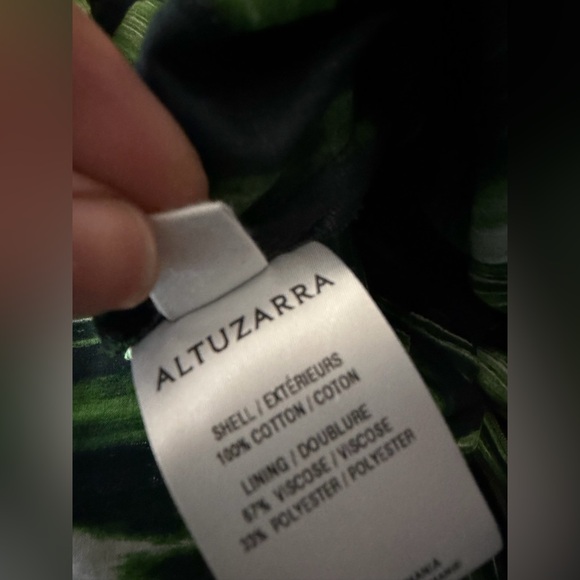 ALTUZARRA
SHELL / EXTÉRIEURS
100% COTTON / COTON
LINING / DOUBLURE
67% VISCOSE / VISCOSE
33% POLYESTER / POLYESTER